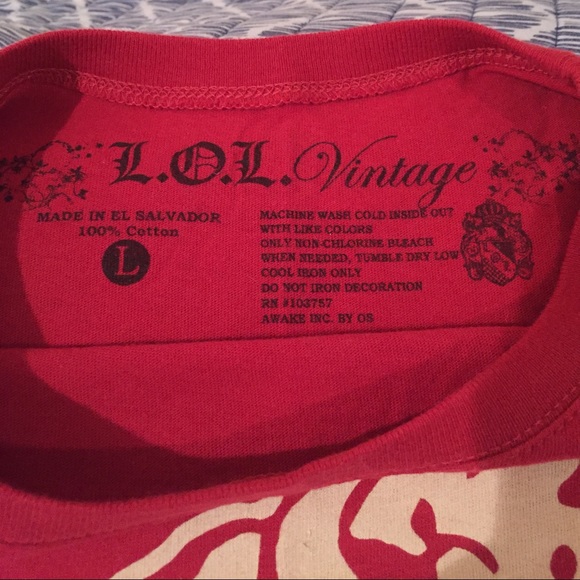 L.O.L. Vintage
MADE IN EL SALVADOR
100% Cotton
L
MACHINE WASH COLD INSIDE OUT
WITH LIKE COLORS
ONLY NON-CHLORINE BLEACH
WHEN NEEDED, TUMBLE DRY LOW
COOL IRON ONLY
DO NOT IRON DECORATION
RN #103757
AWAKE INC. BY OS